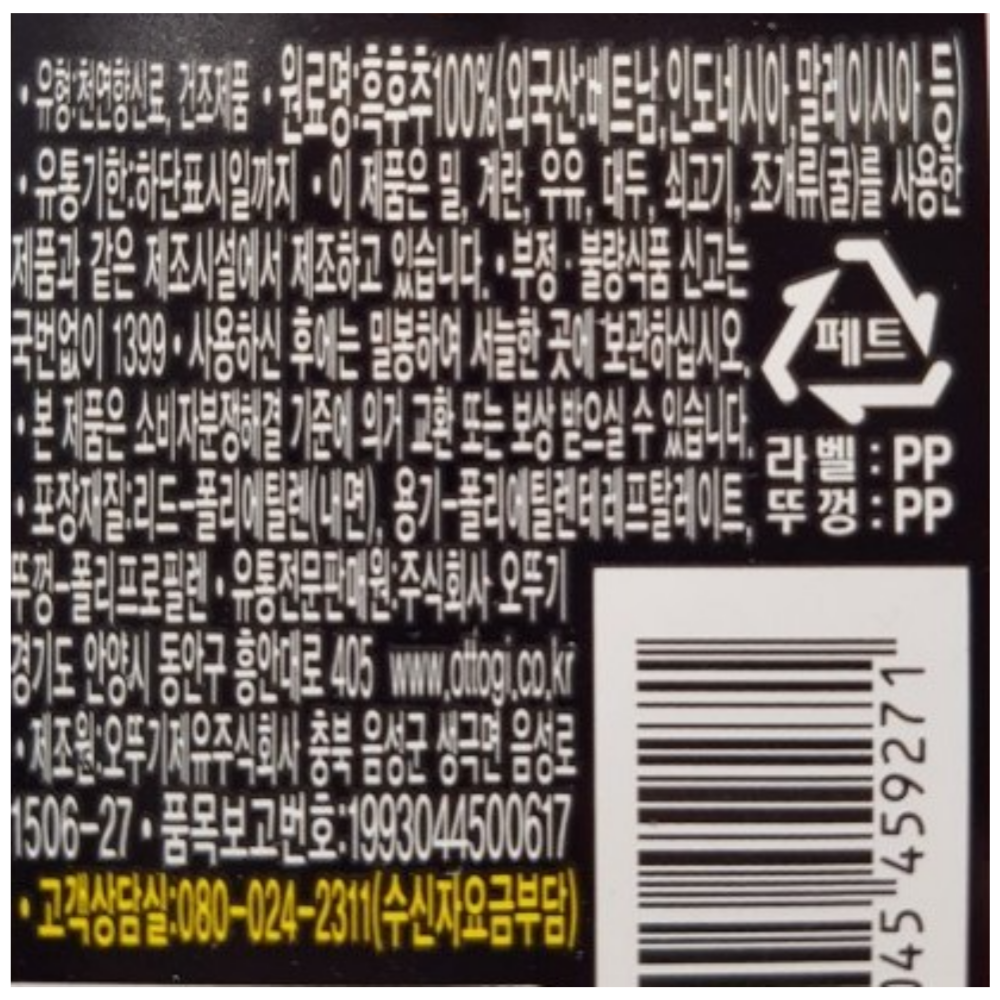 ·유형:천연향신료, 건조제품 ·원료명:흑후추100%(외국산:베트남,인도네시아,말레이시아 등)
·유통기한:하단표시일까지 ·이 제품은 밀, 계란, 우유, 대두, 쇠고기, 조개류(굴)를 사용한
제품과 같은 제조시설에서 제조하고 있습니다. ·부정·불량식품 신고는
국번없이 1399·사용하신 후에는 밀봉하여 서늘한 곳에 보관하십시오.
·본 제품은 소비자분쟁해결 기준에 의거 교환 또는 보상 받으실 수 있습니다.
·포장재질:리드-폴리에틸렌(내면), 용기-폴리에틸렌테레프탈레이트,
뚜껑-폴리프로필렌·유통전문판매원:주식회사 오뚜기
경기도 안양시 동안구 흥안대로 405 www.ottogi.co.kr
·제조원:오뚜기제유주식회사 충북 음성군 생극면 음성로
1506-27·품목보고번호:1993044500617
·고객상담실:080-024-2311(수신자요금부담)
페트
라벨:PP
뚜껑:PP
045 459271